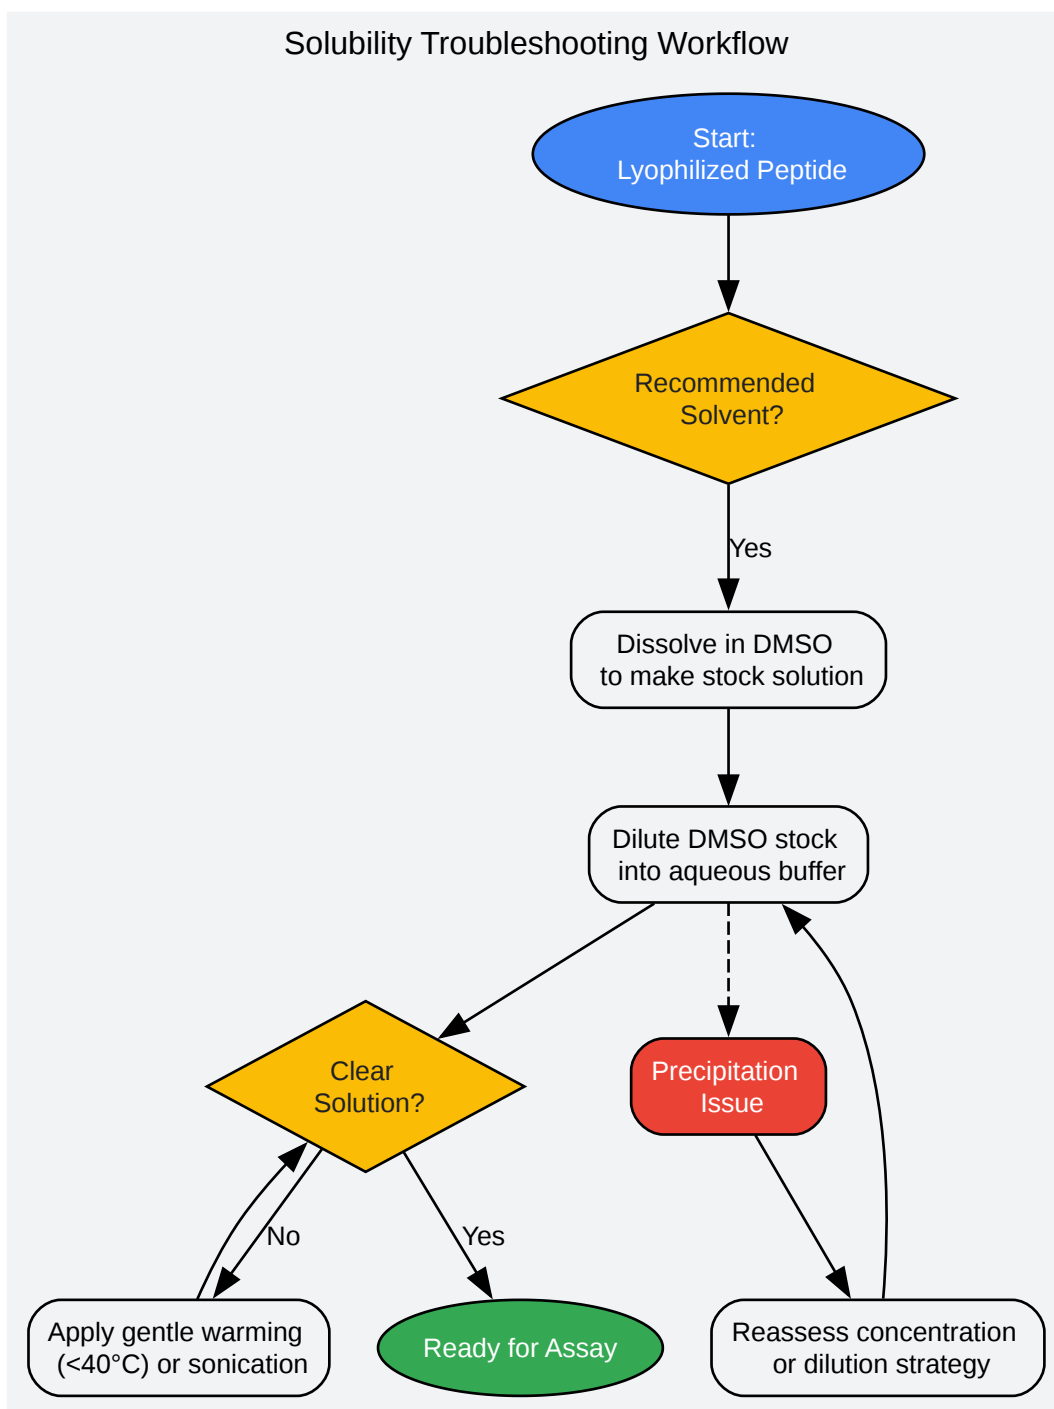 Solubility Troubleshooting Workflow
Start:
Lyophilized Peptide
Recommended
Solvent?
Yes
Dissolve in DMSO
to make stock solution
Dilute DMSO stock
into aqueous buffer
Clear
Solution?
Precipitation
Issue
No
Yes
Apply gentle warming
(<40°C) or sonication
Ready for Assay
Reassess concentration
or dilution strategy